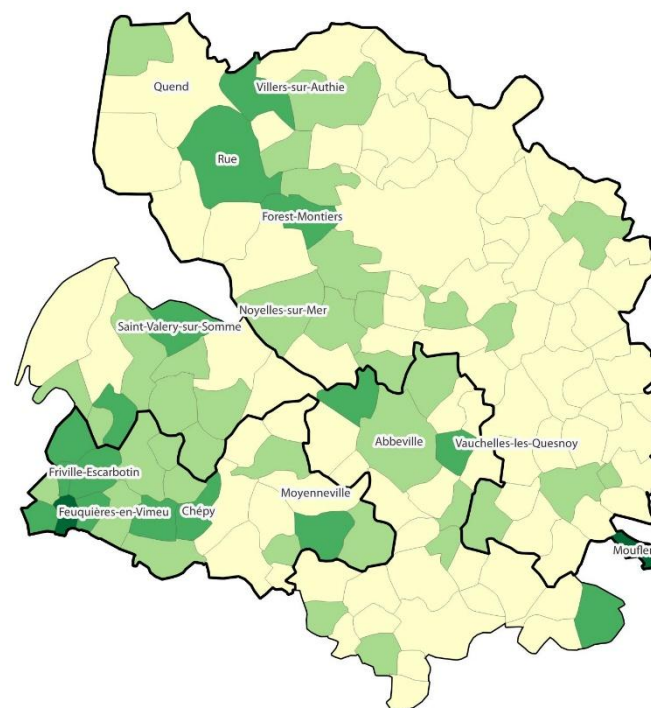 Quend
Villers-sur-Authie
Rue
Forest-Montiers
Noyelles-sur-Mer
Saint-Valery-sur-Somme
Abbeville
Vauchelles-les-Quesnoy
Friville-Escarbotin
Moyenneville
Feuquières-en-Vimeu
Chépy
Moufler